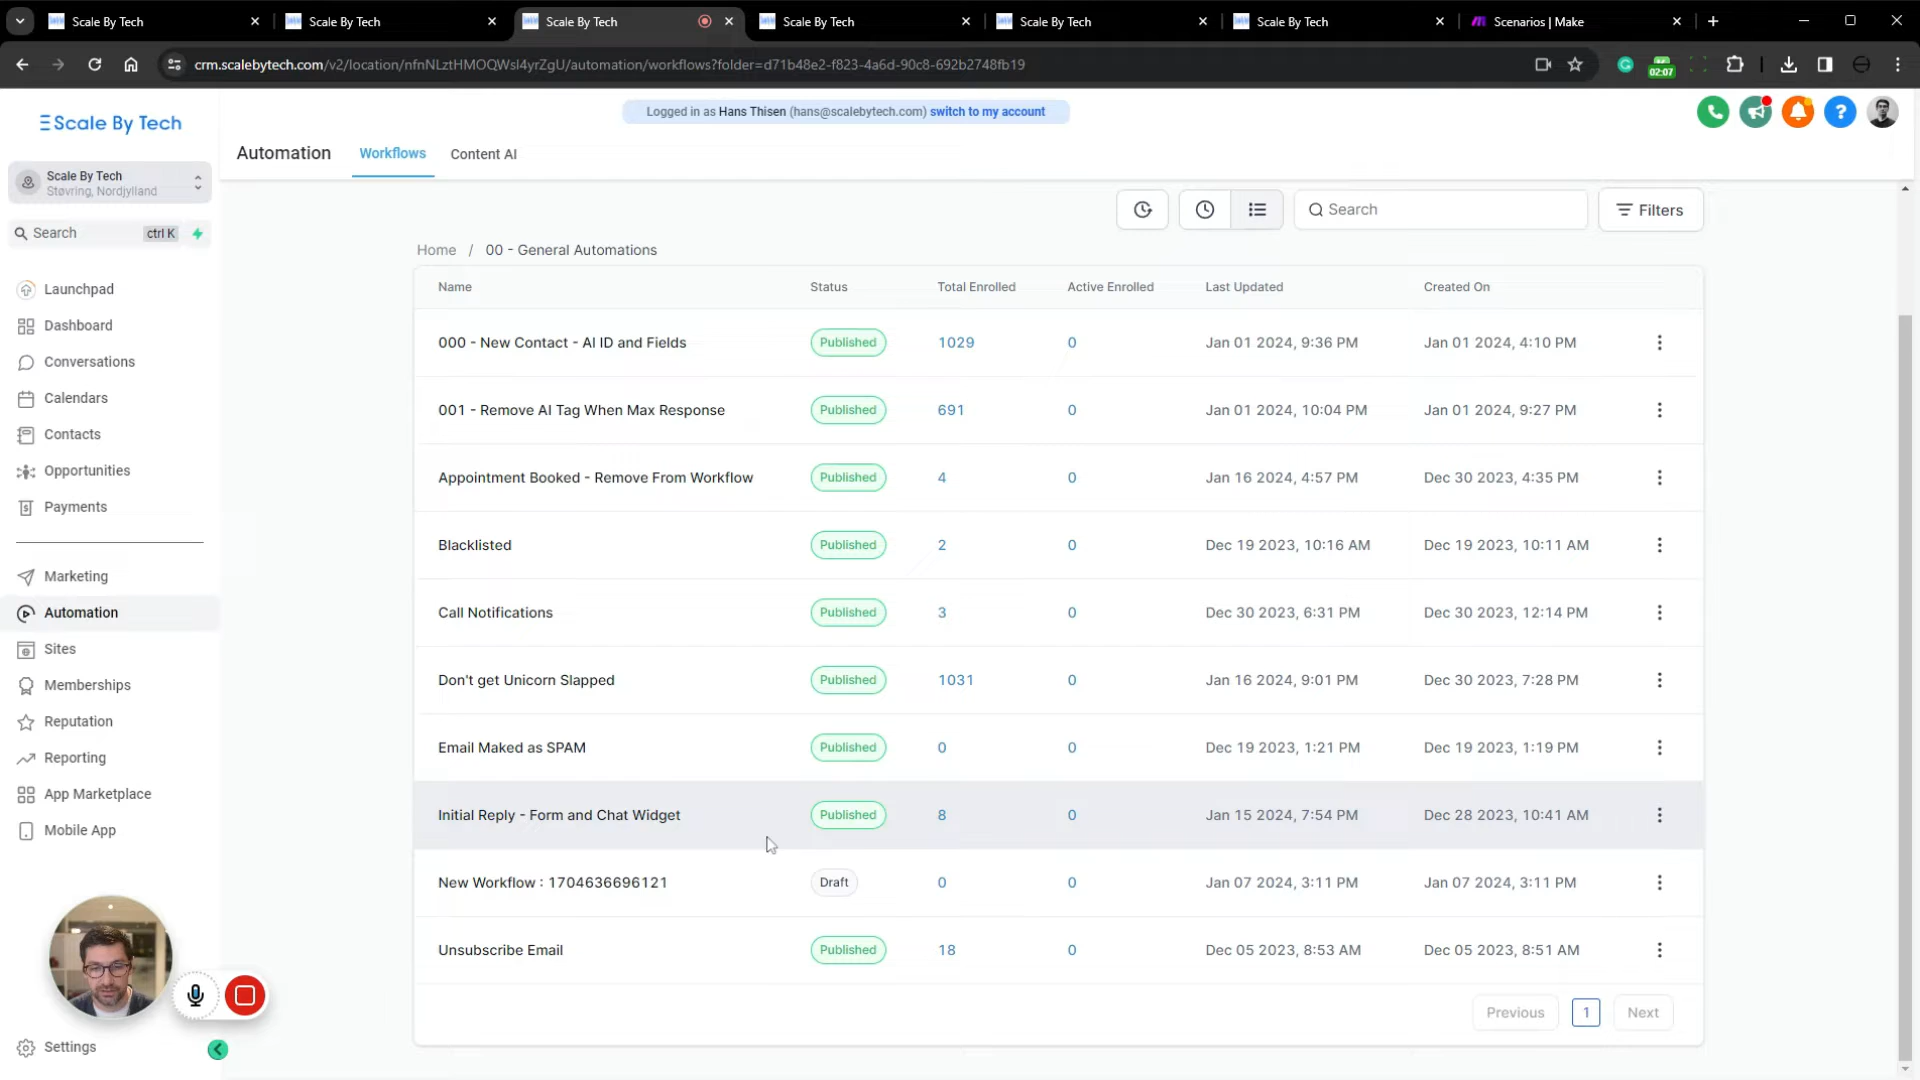 Scale By Tech
Scale By Tech
Scale By Tech
Scale By Tech
Scale By Tech
Scale By Tech
Scenarios | Make
crm.scalebytech.com/v2/location/nfnNLztHMOQWsl4yrZgU/automation/workflows?folder=d71b48e2-f823-4a6d-90c8-692b2748fb19
02:07
Scale By Tech
Logged in as Hans Thisen (hans@scalebytech.com) switch to my account
Automation
Workflows
Content AI
Scale By Tech
Støvring, Nordjylland
Search
ctrl K
Launchpad
Dashboard
Conversations
Calendars
Contacts
Opportunities
Payments
Marketing
Automation
Sites
Memberships
Reputation
Reporting
App Marketplace
Mobile App
Settings
Search
Filters
Home / 00 - General Automations
Name Status Total Enrolled Active Enrolled Last Updated Created On
000 - New Contact - AI ID and Fields Published 1029 0 Jan 01 2024, 9:36 PM Jan 01 2024, 4:10 PM
001 - Remove AI Tag When Max Response Published 691 0 Jan 01 2024, 10:04 PM Jan 01 2024, 9:27 PM
Appointment Booked - Remove From Workflow Published 4 0 Jan 16 2024, 4:57 PM Dec 30 2023, 4:35 PM
Blacklisted Published 2 0 Dec 19 2023, 10:16 AM Dec 19 2023, 10:11 AM
Call Notifications Published 3 0 Dec 30 2023, 6:31 PM Dec 30 2023, 12:14 PM
Don't get Unicorn Slapped Published 1031 0 Jan 16 2024, 9:01 PM Dec 30 2023, 7:28 PM
Email Maked as SPAM Published 0 0 Dec 19 2023, 1:21 PM Dec 19 2023, 1:19 PM
Initial Reply - Form and Chat Widget Published 8 0 Jan 15 2024, 7:54 PM Dec 28 2023, 10:41 AM
New Workflow : 1704636696121 Draft 0 0 Jan 07 2024, 3:11 PM Jan 07 2024, 3:11 PM
Unsubscribe Email Published 18 0 Dec 05 2023, 8:53 AM Dec 05 2023, 8:51 AM
Previous 1 Next